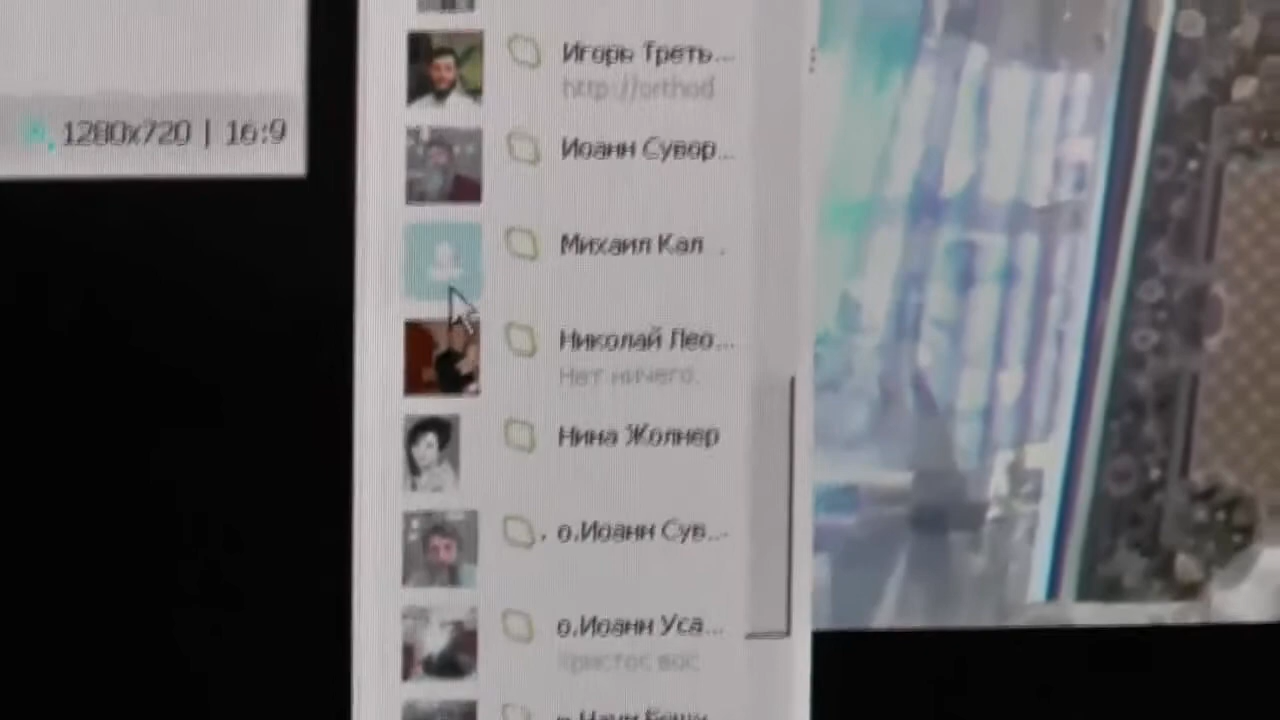 1280x720 | 16:9
Игорь Треть...
http://orthod
Иоанн Сувор...
Михаил Кал
Николай Лео...
Нет ничего.
Нина Жолнер
о.Иоанн Сув...
о.Иоанн Уса...
Христос вос